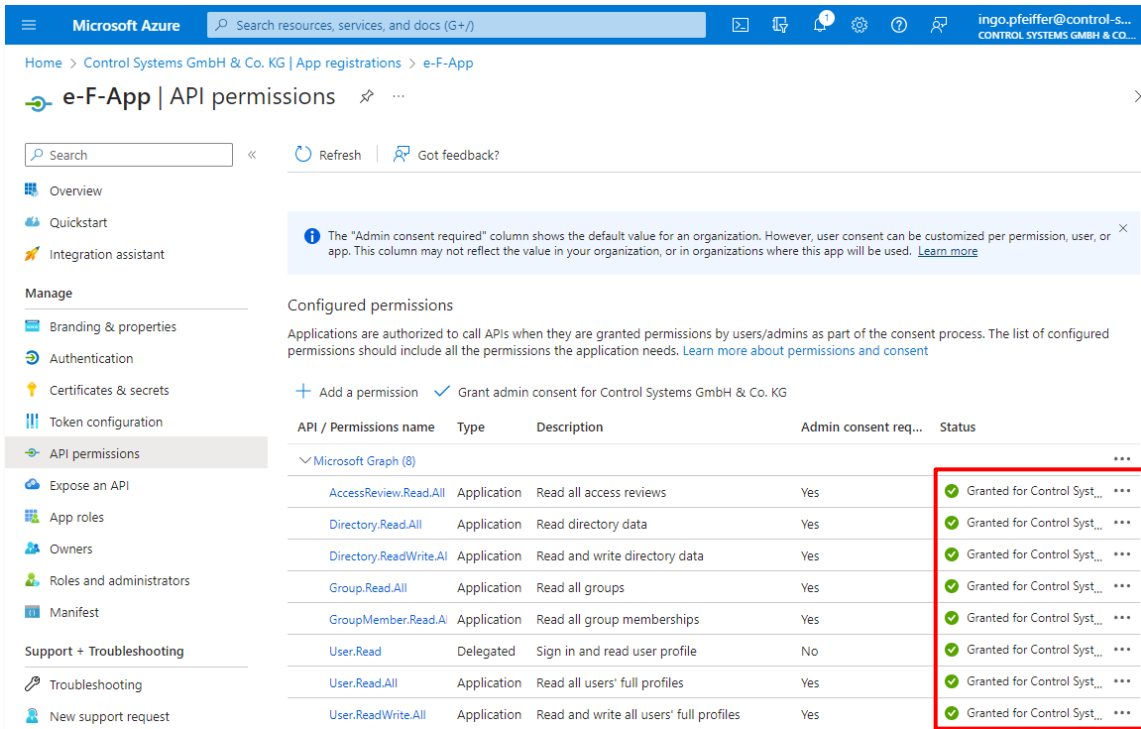 Microsoft Azure
Search resources, services, and docs (G+/)
1
ingo.pfeiffer@control-s...
CONTROL SYSTEMS GMBH & CO....
Home > Control Systems GmbH & Co. KG | App registrations > e-F-App
e-F-App | API permissions
Search
Refresh
Got feedback?
Overview
Quickstart
Integration assistant
The "Admin consent required" column shows the default value for an organization. However, user consent can be customized per permission, user, or
app. This column may not reflect the value in your organization, or in organizations where this app will be used. Learn more
Manage
Branding & properties
Authentication
Certificates & secrets
Token configuration
API permissions
Expose an API
App roles
Owners
Roles and administrators
Manifest
Support + Troubleshooting
Troubleshooting
New support request
Configured permissions
Applications are authorized to call APIs when they are granted permissions by users/admins as part of the consent process. The list of configured
permissions should include all the permissions the application needs. Learn more about permissions and consent
Add a permission
Grant admin consent for Control Systems GmbH & Co. KG
API / Permissions name Type Description Admin consent req... Status
Microsoft Graph (8)
AccessReview.Read.All Application Read all access reviews Yes Granted for Control Syst...
Directory.Read.All Application Read directory data Yes Granted for Control Syst...
Directory.ReadWrite.Al Application Read and write directory data Yes Granted for Control Syst...
Group.Read.All Application Read all groups Yes Granted for Control Syst...
GroupMember.Read.Al Application Read all group memberships Yes Granted for Control Syst...
User.Read Delegated Sign in and read user profile No Granted for Control Syst...
User.Read.All Application Read all users' full profiles Yes Granted for Control Syst...
User.ReadWrite.All Application Read and write all users' full profiles Yes Granted for Control Syst...